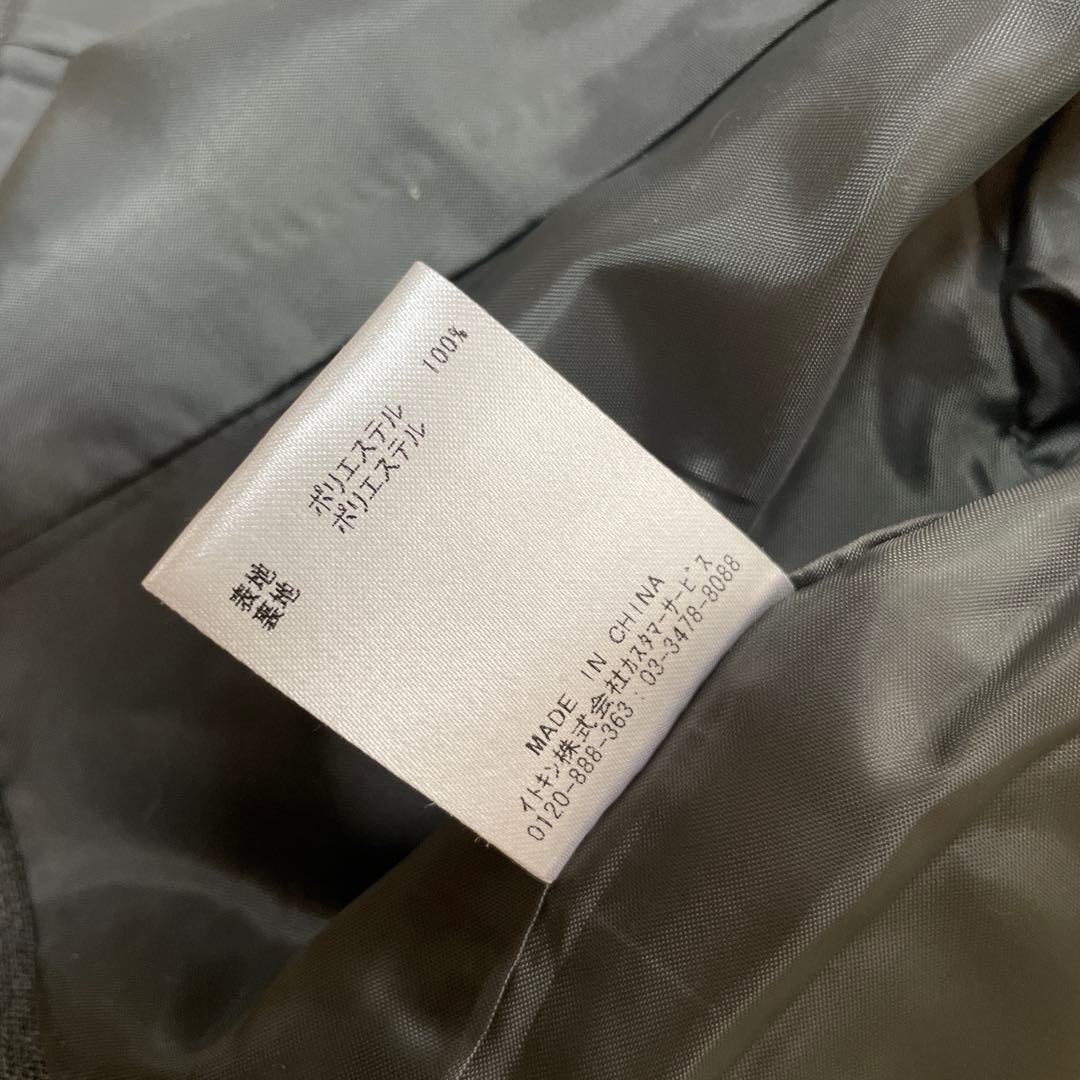 表地 ポリエステル 100%
裏地 ポリエステル
MADE IN CHINA
イトキン株式会社カスタマーサービス
0120-888-363 : 03-3478-8088